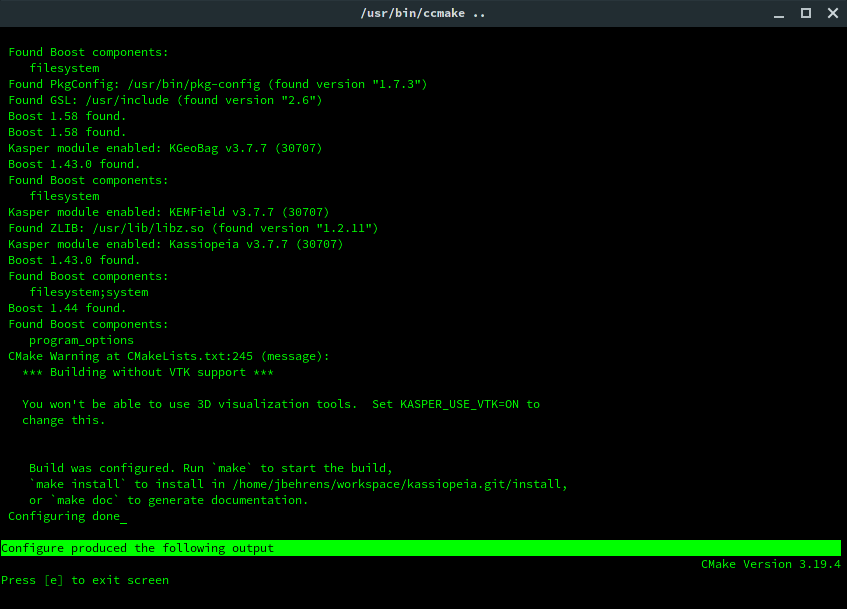 /usr/bin/ccmake ..
Found Boost components:
filesystem
Found PkgConfig: /usr/bin/pkg-config (found version "1.7.3")
Found GSL: /usr/include (found version "2.6")
Boost 1.58 found.
Boost 1.58 found.
Kasper module enabled: KGeoBag v3.7.7 (30707)
Boost 1.43.0 found.
Found Boost components:
filesystem
Kasper module enabled: KEMField v3.7.7 (30707)
Found ZLIB: /usr/lib/libz.so (found version "1.2.11")
Kasper module enabled: Kassiopeia v3.7.7 (30707)
Boost 1.43.0 found.
Found Boost components:
filesystem;system
Boost 1.44 found.
Found Boost components:
program_options
CMake Warning at CMakeLists.txt:245 (message):
*** Building without VTK support ***
You won't be able to use 3D visualization tools.  Set KASPER_USE_VTK=ON to
change this.
Build was configured. Run `make` to start the build,
`make install` to install in /home/jbehrens/workspace/kassiopeia.git/install,
or `make doc` to generate documentation.
Configuring done_
Configure produced the following output
CMake Version 3.19.4
Press [e] to exit screen